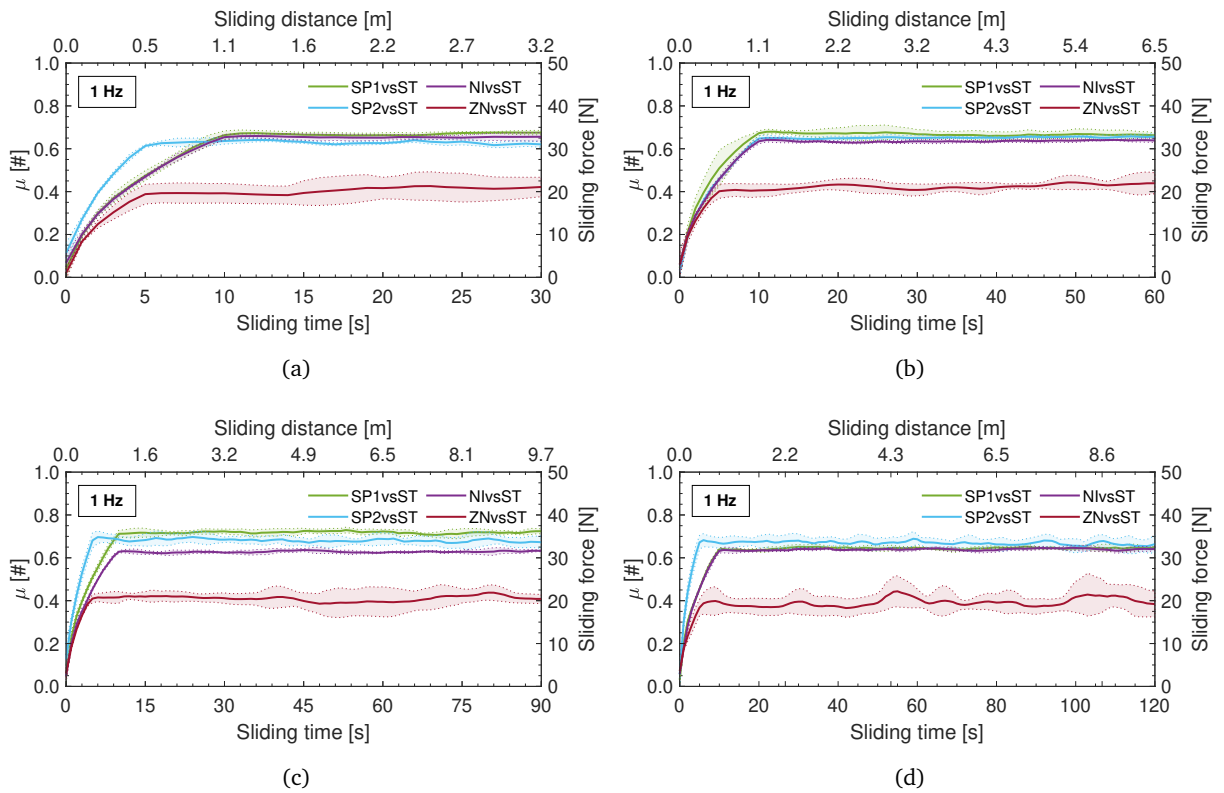 Sliding distance [m]
0.0 0.5 1.1 1.6 2.2 2.7 3.2
1.0 0.8 0.6 0.4 0.2 0.0
μ [#]
50 40 30 20 10 0
Sliding force [N]
1 Hz
SP1vsST NIvsST
SP2vsST ZNvsST
0 5 10 15 20 25 30
Sliding time [s]
(a)
Sliding distance [m]
0.0 1.1 2.2 3.2 4.3 5.4 6.5
1.0 0.8 0.6 0.4 0.2 0.0
μ [#]
50 40 30 20 10 0
Sliding force [N]
1 Hz
SP1vsST NIvsST
SP2vsST ZNvsST
0 10 20 30 40 50 60
Sliding time [s]
(b)
Sliding distance [m]
0.0 1.6 3.2 4.9 6.5 8.1 9.7
1.0 0.8 0.6 0.4 0.2 0.0
μ [#]
50 40 30 20 10 0
Sliding force [N]
1 Hz
SP1vsST NIvsST
SP2vsST ZNvsST
0 15 30 45 60 75 90
Sliding time [s]
(c)
Sliding distance [m]
0.0 2.2 4.3 6.5 8.6
1.0 0.8 0.6 0.4 0.2 0.0
μ [#]
50 40 30 20 10 0
Sliding force [N]
1 Hz
SP1vsST NIvsST
SP2vsST ZNvsST
0 20 40 60 80 100 120
Sliding time [s]
(d)